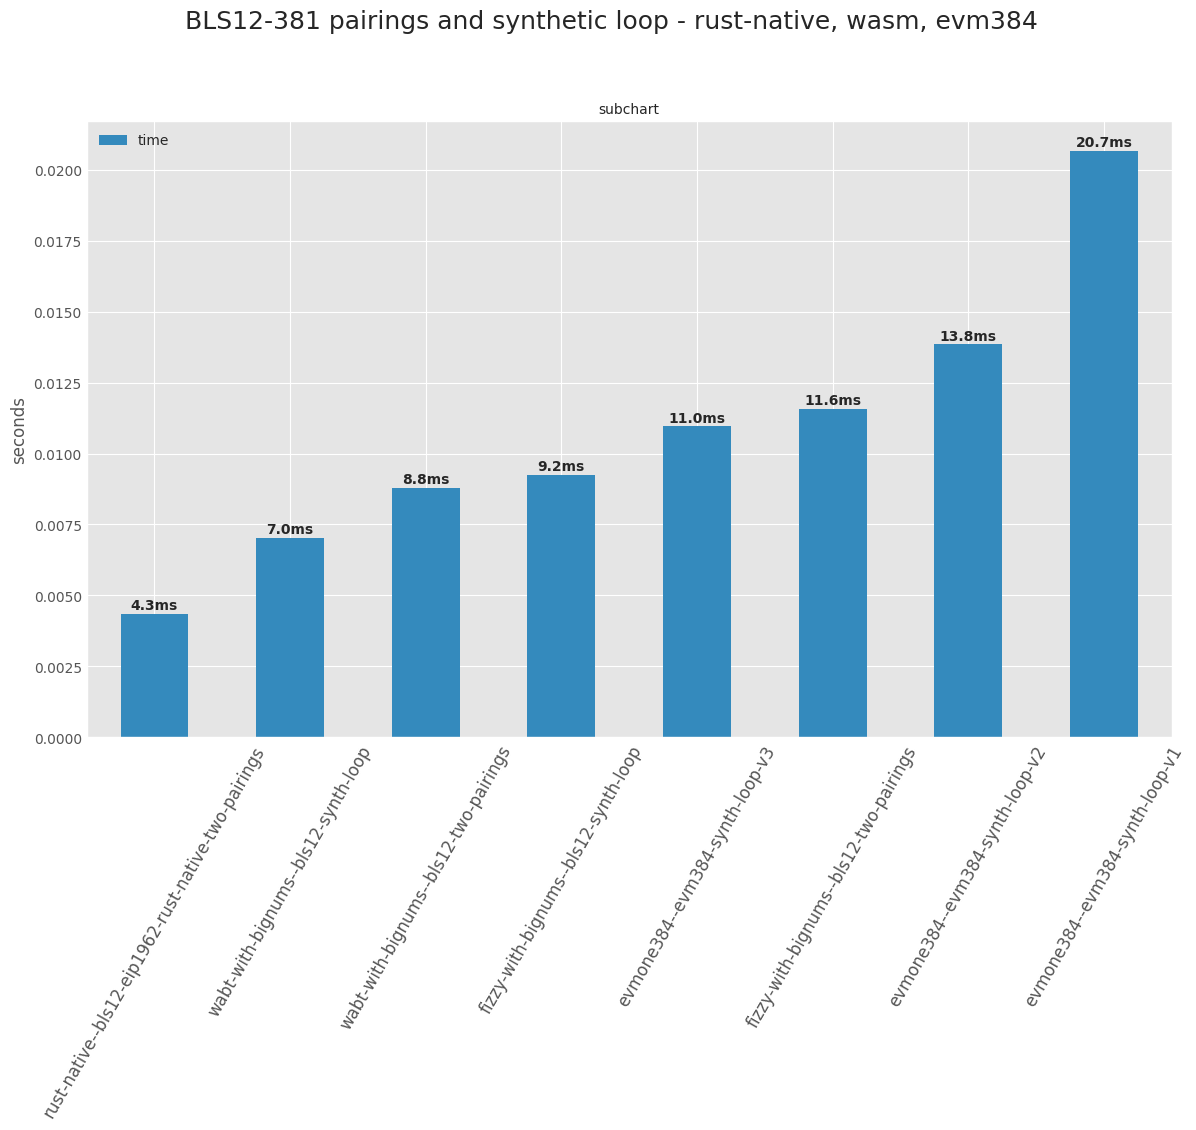 BLS12-381 pairings and synthetic loop - rust-native, wasm, evm384
subchart
time
seconds
0.0200
0.0175
0.0150
0.0125
0.0100
0.0075
0.0050
0.0025
0.0000
4.3ms
7.0ms
8.8ms
9.2ms
11.0ms
11.6ms
13.8ms
20.7ms
rust-native--bls12-eip1962-rust-native-two-pairings
wabt-with-bignums--bls12-synth-loop
wabt-with-bignums--bls12-two-pairings
fizzy-with-bignums--bls12-synth-loop
evmone384--evm384-synth-loop-v3
fizzy-with-bignums--bls12-two-pairings
evmone384--evm384-synth-loop-v2
evmone384--evm384-synth-loop-v1